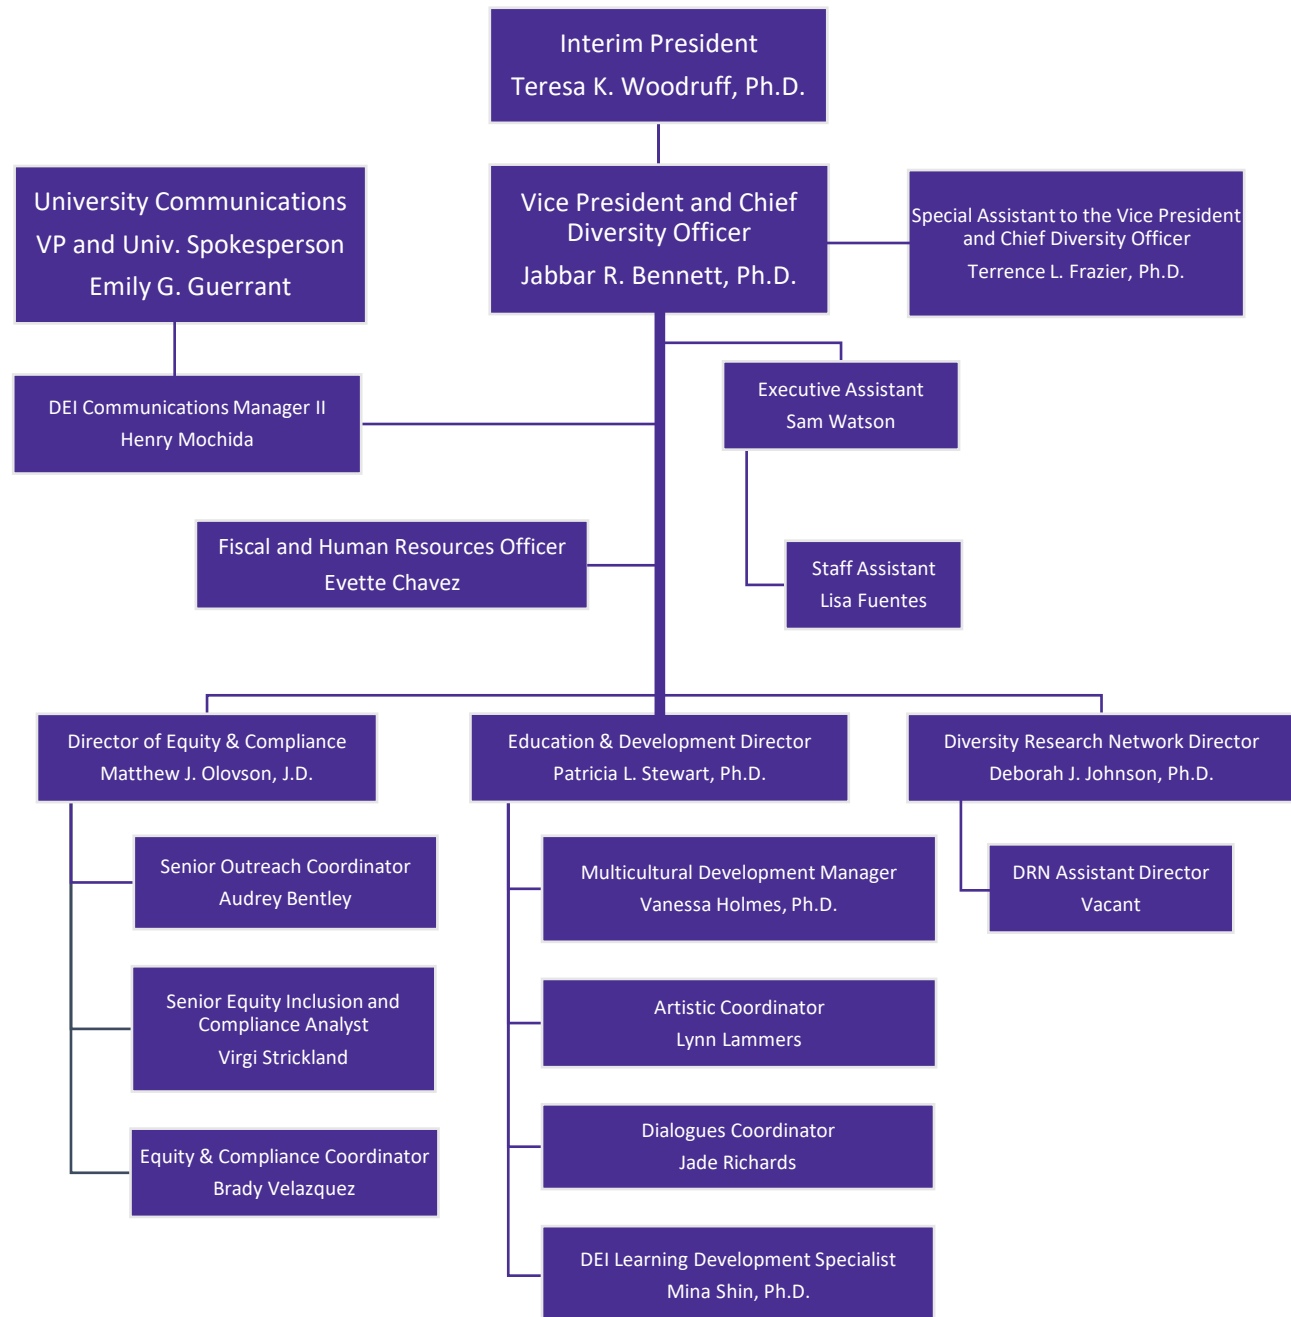 Interim President
Teresa K. Woodruff, Ph.D.
University Communications
VP and Univ. Spokesperson
Emily G. Guerrant
Vice President and Chief
Diversity Officer
Jabbar R. Bennett, Ph.D.
Special Assistant to the Vice President
and Chief Diversity Officer
Terrence L. Frazier, Ph.D.
DEI Communications Manager II
Henry Mochida
Executive Assistant
Sam Watson
Fiscal and Human Resources Officer
Evette Chavez
Staff Assistant
Lisa Fuentes
Director of Equity & Compliance
Matthew J. Olovson, J.D.
Education & Development Director
Patricia L. Stewart, Ph.D.
Diversity Research Network Director
Deborah J. Johnson, Ph.D.
Senior Outreach Coordinator
Audrey Bentley
Senior Equity Inclusion and
Compliance Analyst
Virgi Strickland
Equity & Compliance Coordinator
Brady Velazquez
Multicultural Development Manager
Vanessa Holmes, Ph.D.
Artistic Coordinator
Lynn Lammers
Dialogues Coordinator
Jade Richards
DEI Learning Development Specialist
Mina Shin, Ph.D.
DRN Assistant Director
Vacant